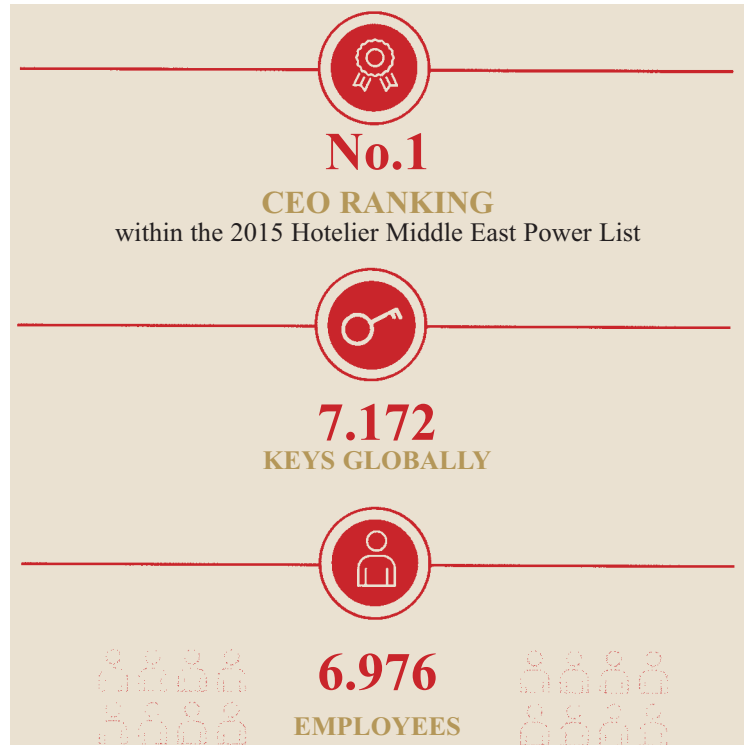 No.1
CEO RANKING
within the 2015 Hotelier Middle East Power List
7.172
KEYS GLOBALLY
6.976
EMPLOYEES